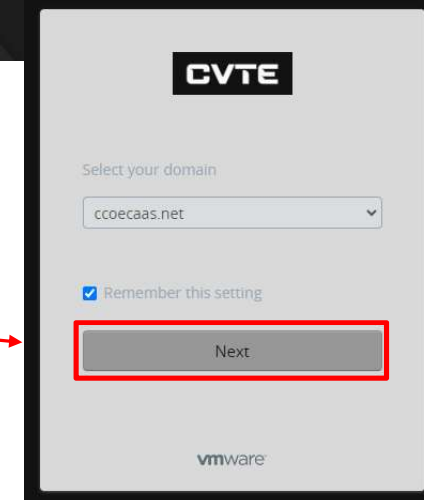 CVTE
Select your domain
ccoecaas.net
Remember this setting
Next
vmware